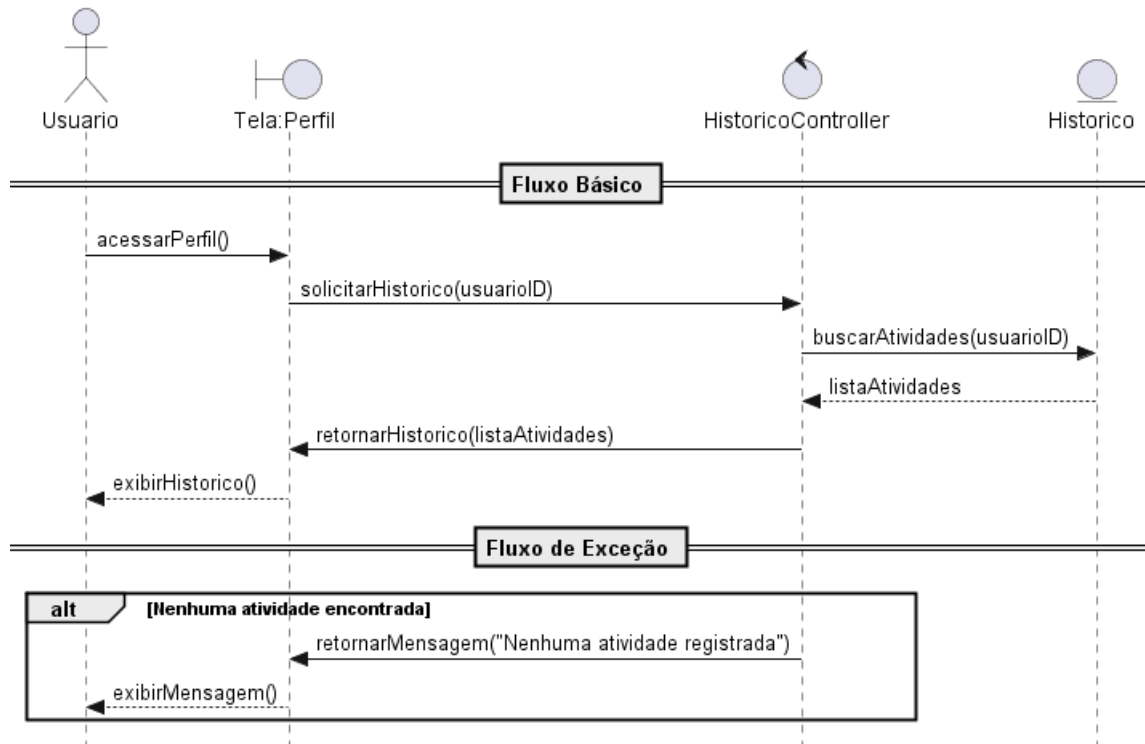 Usuario
Tela:Perfil
HistoricoController
Historico
Fluxo Básico
acessarPerfil()
solicitarHistorico(usuarioID)
buscarAtividades(usuarioID)
listaAtividades
retornarHistorico(listaAtividades)
exibirHistorico()
Fluxo de Exceção
alt [Nenhuma atividade encontrada]
retornarMensagem("Nenhuma atividade registrada")
exibirMensagem()